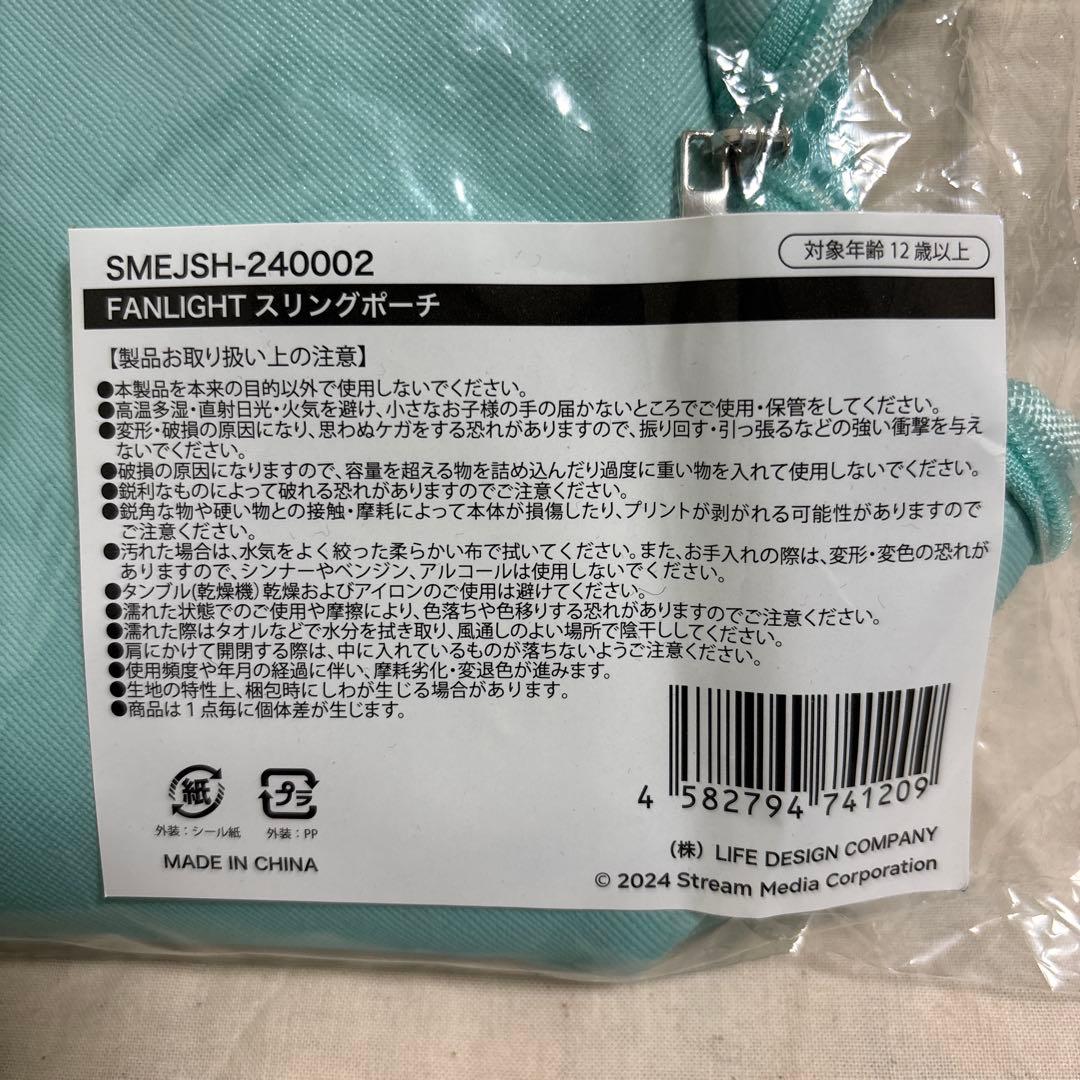 SMEJSH-240002
対象年齢 12 歳以上
FANLIGHT スリングポーチ
【製品お取り扱い上の注意】
●本製品を本来の目的以外で使用しないでください。
●高温多湿・直射日光・火気を避け、小さなお子様の手の届かないところでご使用・保管をしてください。
●変形・破損の原因になり、思わぬケガをする恐れがありますので、振り回す・引っ張るなどの強い衝撃を与え
ないでください。
●破損の原因になりますので、容量を超える物を詰め込んだり過度に重い物を入れて使用しないでください。
●鋭利なものによって破れる恐れがありますのでご注意ください。
●鋭角な物や硬い物との接触・摩耗によって本体が損傷したり、プリントが剥がれる可能性がありますので
ご注意ください。
●汚れた場合は、水気をよく絞った柔らかい布で拭いてください。また、お手入れの際は、変形・変色の恐れが
ありますので、シンナーやベンジン、アルコールは使用しないでください。
●タンブル(乾燥機)乾燥およびアイロンのご使用は避けてください。
●濡れた状態でのご使用や摩擦により、色落ちや色移りする恐れがありますのでご注意ください。
●濡れた際はタオルなどで水分を拭き取り、風通しのよい場所で陰干ししてください。
●肩にかけて開閉する際は、中に入れているものが落ちないようご注意ください。
●使用頻度や年月の経過に伴い、摩耗劣化・変退色が進みます。
●生地の特性上、梱包時にしわが生じる場合があります。
●商品は1点毎に個体差が生じます。
紙 プラ
外装：シール紙 外装：PP
MADE IN CHINA
4 582794 741209
（株）LIFE DESIGN COMPANY
© 2024 Stream Media Corporation